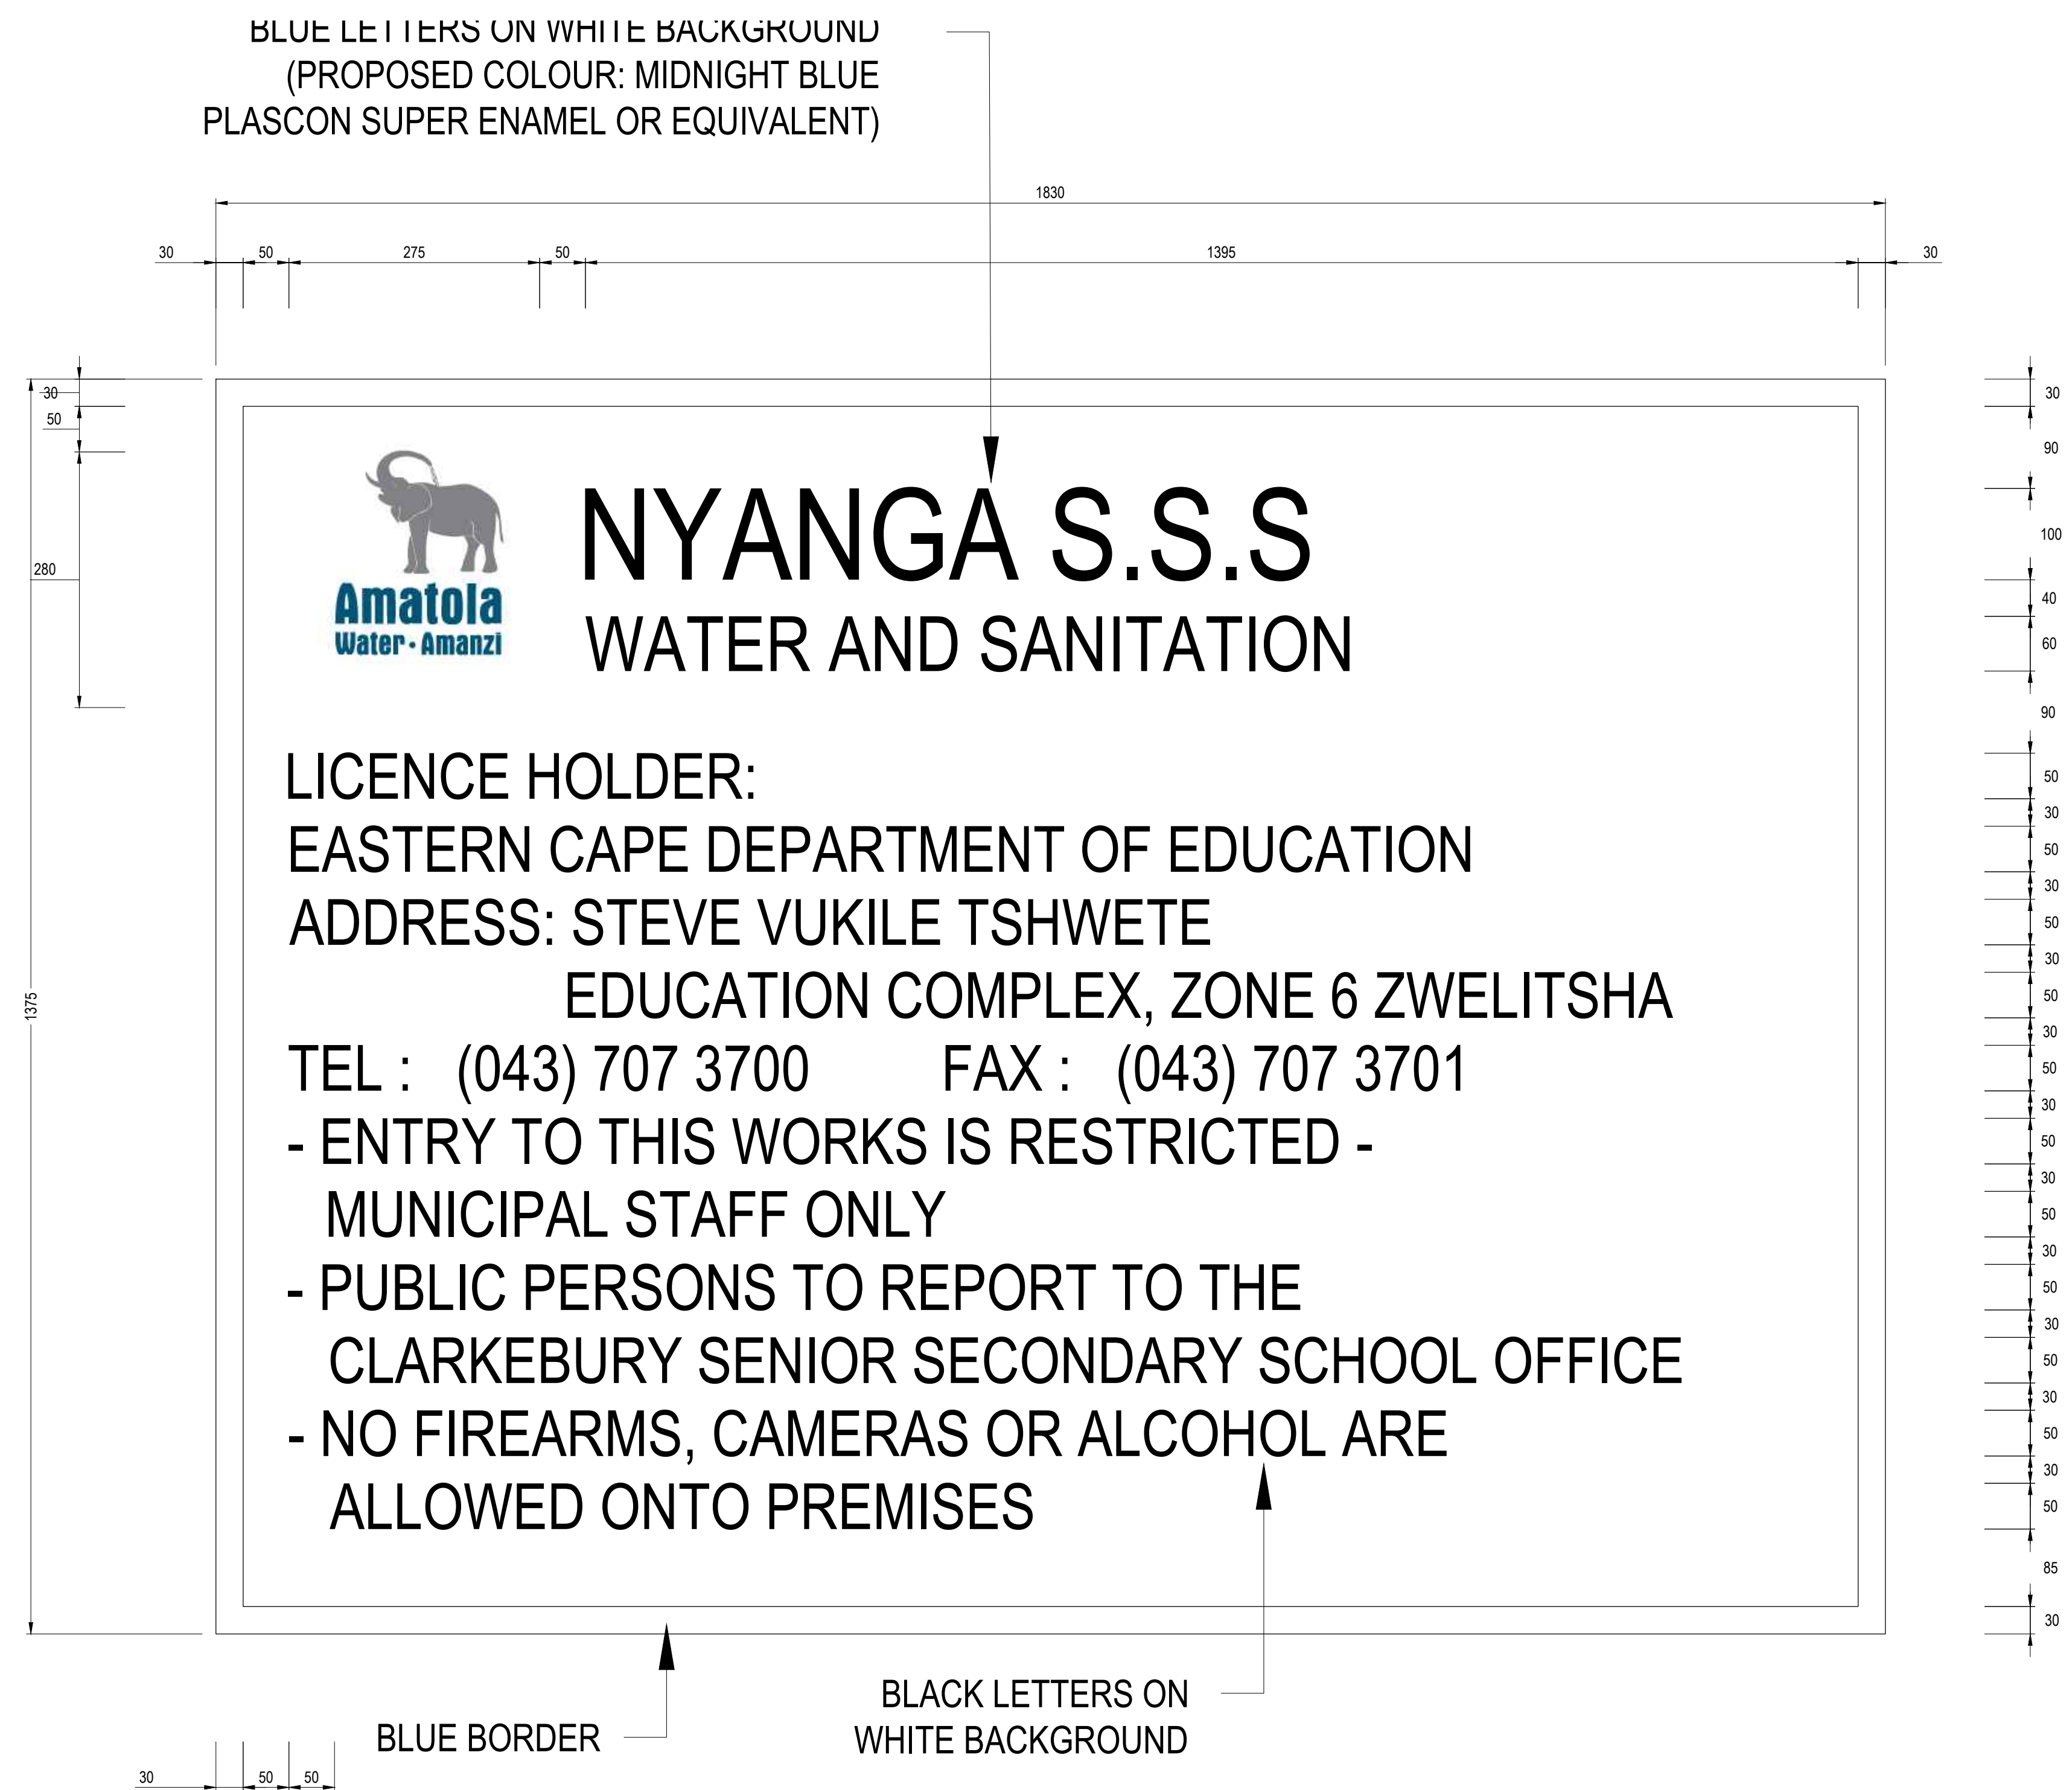 BLUE LETTERS ON WHITE BACKGROUND
(PROPOSED COLOUR: MIDNIGHT BLUE
PLASCON SUPER ENAMEL OR EQUIVALENT)
1830
30 50 275 50 1395 30
30
50
280
1375
Amatola
Water · Amanzi
NYANGA S.S.S
WATER AND SANITATION
LICENCE HOLDER:
EASTERN CAPE DEPARTMENT OF EDUCATION
ADDRESS: STEVE VUKILE TSHWETE
EDUCATION COMPLEX, ZONE 6 ZWELITSHA
TEL : (043) 707 3700 FAX : (043) 707 3701
- ENTRY TO THIS WORKS IS RESTRICTED -
MUNICIPAL STAFF ONLY
- PUBLIC PERSONS TO REPORT TO THE
CLARKEBURY SENIOR SECONDARY SCHOOL OFFICE
- NO FIREARMS, CAMERAS OR ALCOHOL ARE
ALLOWED ONTO PREMISES
30
90
100
40
60
90
50
30
50
30
50
30
50
30
50
30
50
30
50
30
50
30
50
30
50
30
50
85
30
BLACK LETTERS ON
WHITE BACKGROUND
BLUE BORDER
30 50 50